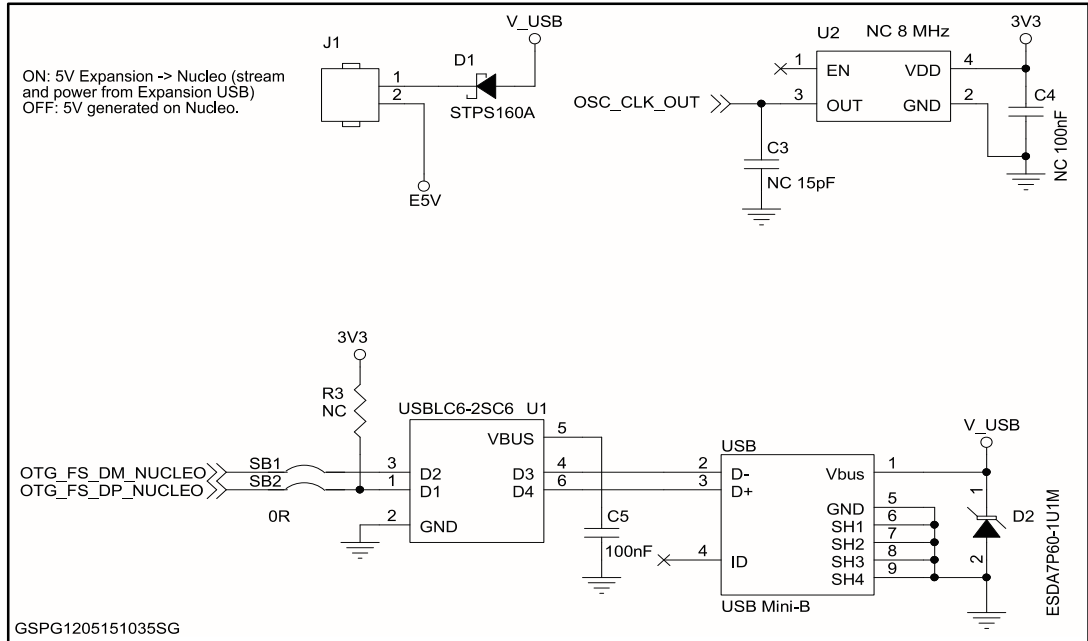 J1
V_USB
D1
STPS160A
1
2
E5V
ON: 5V Expansion -> Nucleo (stream
and power from Expansion USB)
OFF: 5V generated on Nucleo.
U2
NC 8 MHz
3V3
1
EN
VDD
4
OSC_CLK_OUT
3
OUT
GND
2
C3
NC 15pF
C4
NC 100nF
3V3
R3
NC
USBLC6-2SC6
U1
VBUS
5
OTG_FS_DM_NUCLEO
SB1
3
D2
D3
4
OTG_FS_DP_NUCLEO
SB2
1
D1
D4
6
0R
2
GND
C5
100nF
USB
2
D-
3
D+
4
ID
Vbus
1
GND
5
SH1
6
SH2
7
SH3
8
SH4
9
USB Mini-B
V_USB
1
D2
2
ESDA7P60-1U1M
GSPG1205151035SG